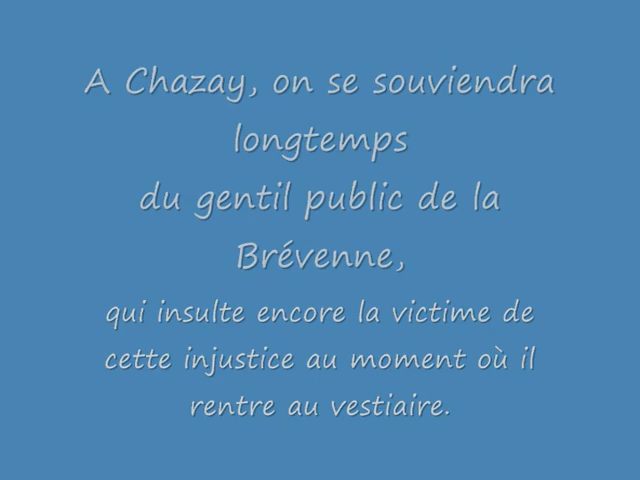 A Chazay, on se souviendra
longtemps
du gentil public de la
Brévenne,
qui insulte encore la victime de
cette injustice au moment où il
rentre au vestiaire.